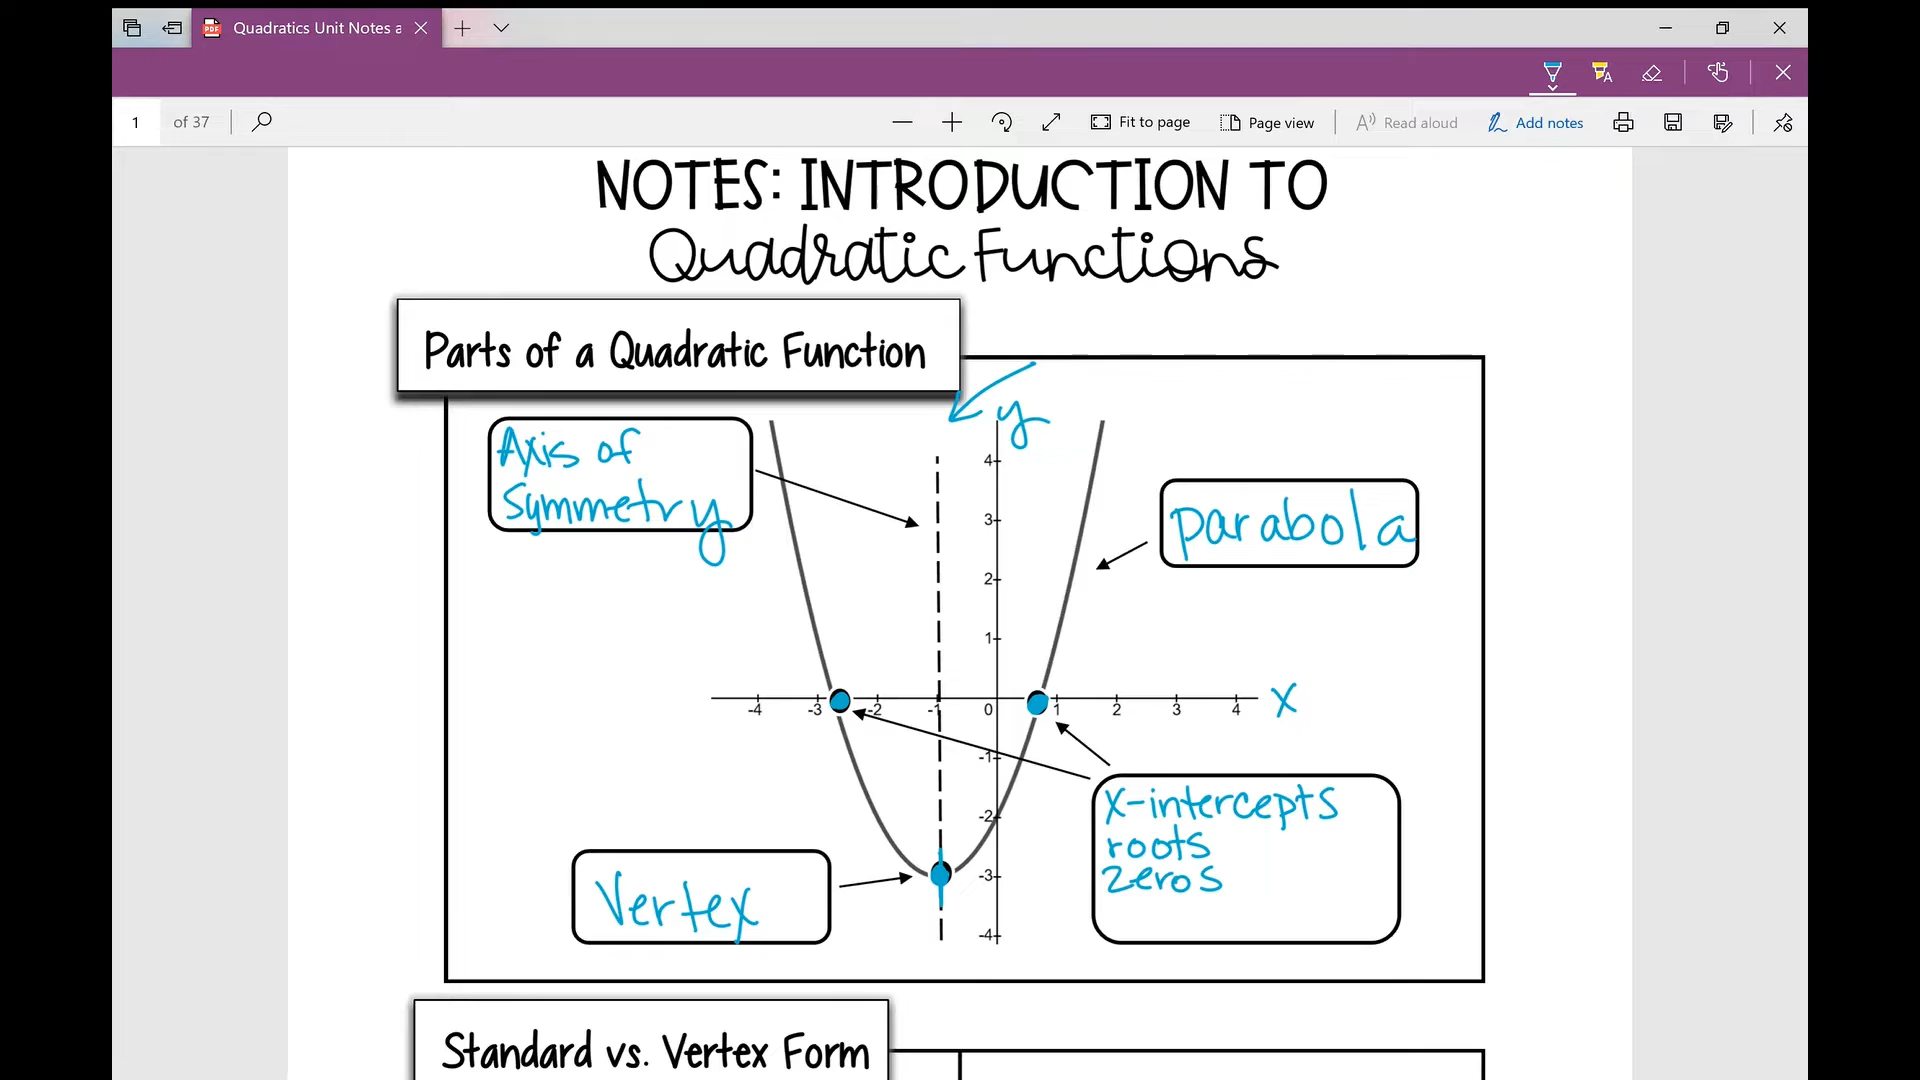 Quadratics Unit Notes a
1 of 37
Fit to page
Page view
Read aloud
Add notes
NOTES: INTRODUCTION TO
Quadratic Functions
Parts of a Quadratic Function
Axis of
symmetry
y
parabola
4
3
2
1
-4 -3 -2 -1 0 1 2 3 4
x
-1
-2
-3
-4
x-intercepts
roots
zeros
Vertex
Standard vs. Vertex Form